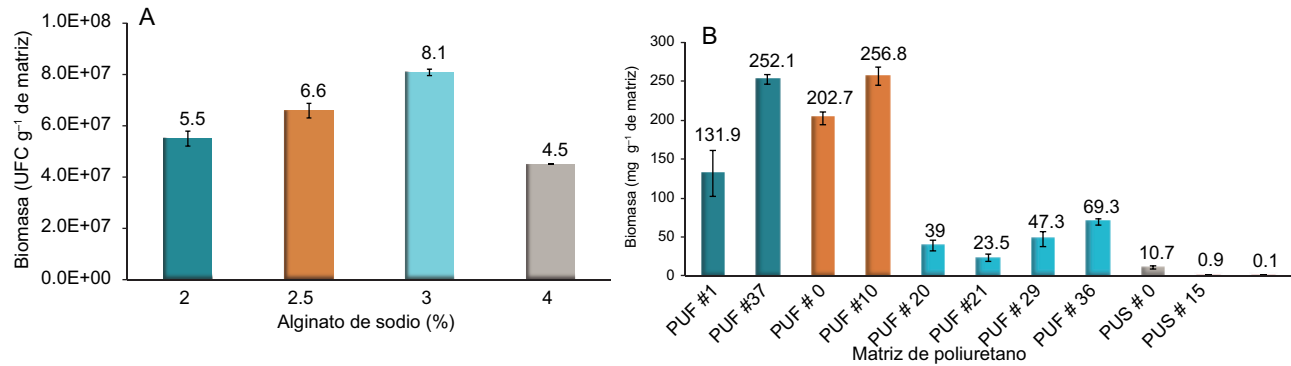 A
Biomasa (UFC g⁻¹ de matriz)
1.0E+08
8.0E+07
6.0E+07
4.0E+07
2.0E+07
0.0E+00
5.5
6.6
8.1
4.5
2
2.5
3
4
Alginato de sodio (%)
B
Biomasa (mg g⁻¹ de matriz)
300
250
200
150
100
50
0
131.9
252.1
202.7
256.8
39
23.5
47.3
69.3
10.7
0.9
0.1
PUF #1
PUF #37
PUF # 0
PUF #10
PUF # 20
PUF #21
PUF # 29
PUF # 36
PUS # 0
PUS # 15
Matriz de poliuretano